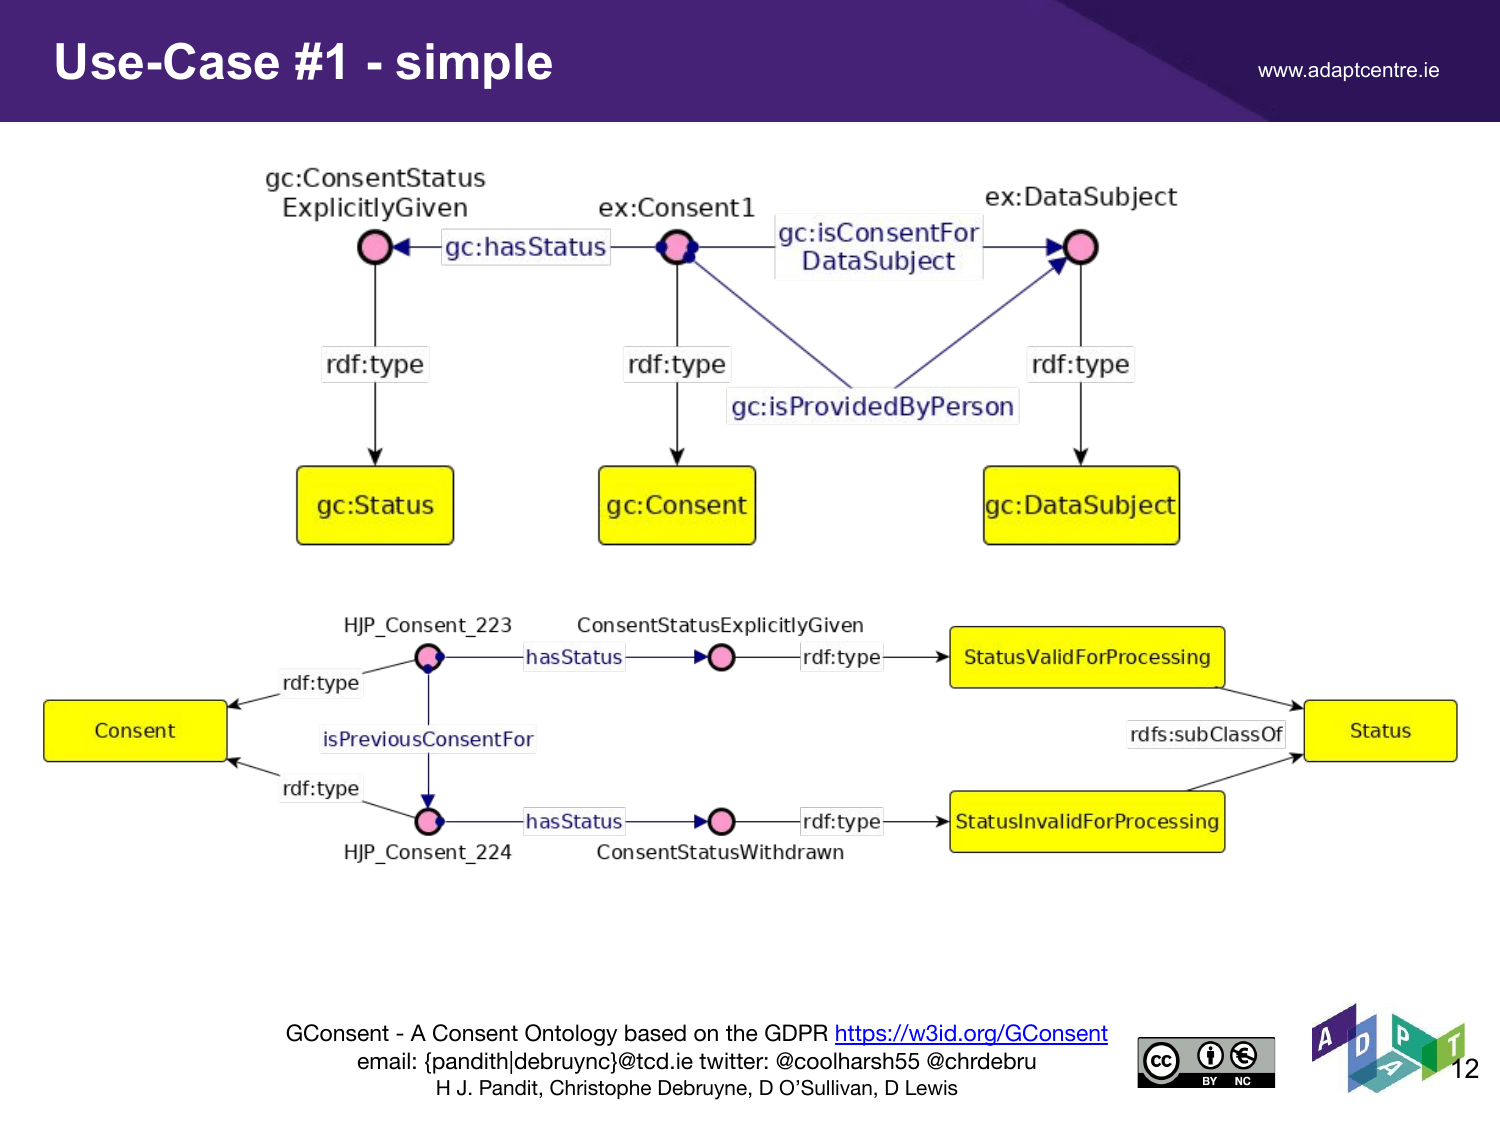 Use-Case #1 - simple
www.adaptcentre.ie
gc:ConsentStatus
ExplicitlyGiven
ex:Consent1
ex:DataSubject
gc:hasStatus
gc:isConsentFor
DataSubject
rdf:type
rdf:type
rdf:type
gc:isProvidedByPerson
gc:Status
gc:Consent
gc:DataSubject
HJP_Consent_223
ConsentStatusExplicitlyGiven
hasStatus
rdf:type
StatusValidForProcessing
rdf:type
Consent
isPreviousConsentFor
rdfs:subClassOf
Status
rdf:type
hasStatus
rdf:type
StatusInvalidForProcessing
HJP_Consent_224
ConsentStatusWithdrawn
GConsent - A Consent Ontology based on the GDPR https://w3id.org/GConsent
email: {pandith|debruync}@tcd.ie twitter: @coolharsh55 @chrdebru
H J. Pandit, Christophe Debruyne, D O’Sullivan, D Lewis
cc
BY NC
ADAPT
12